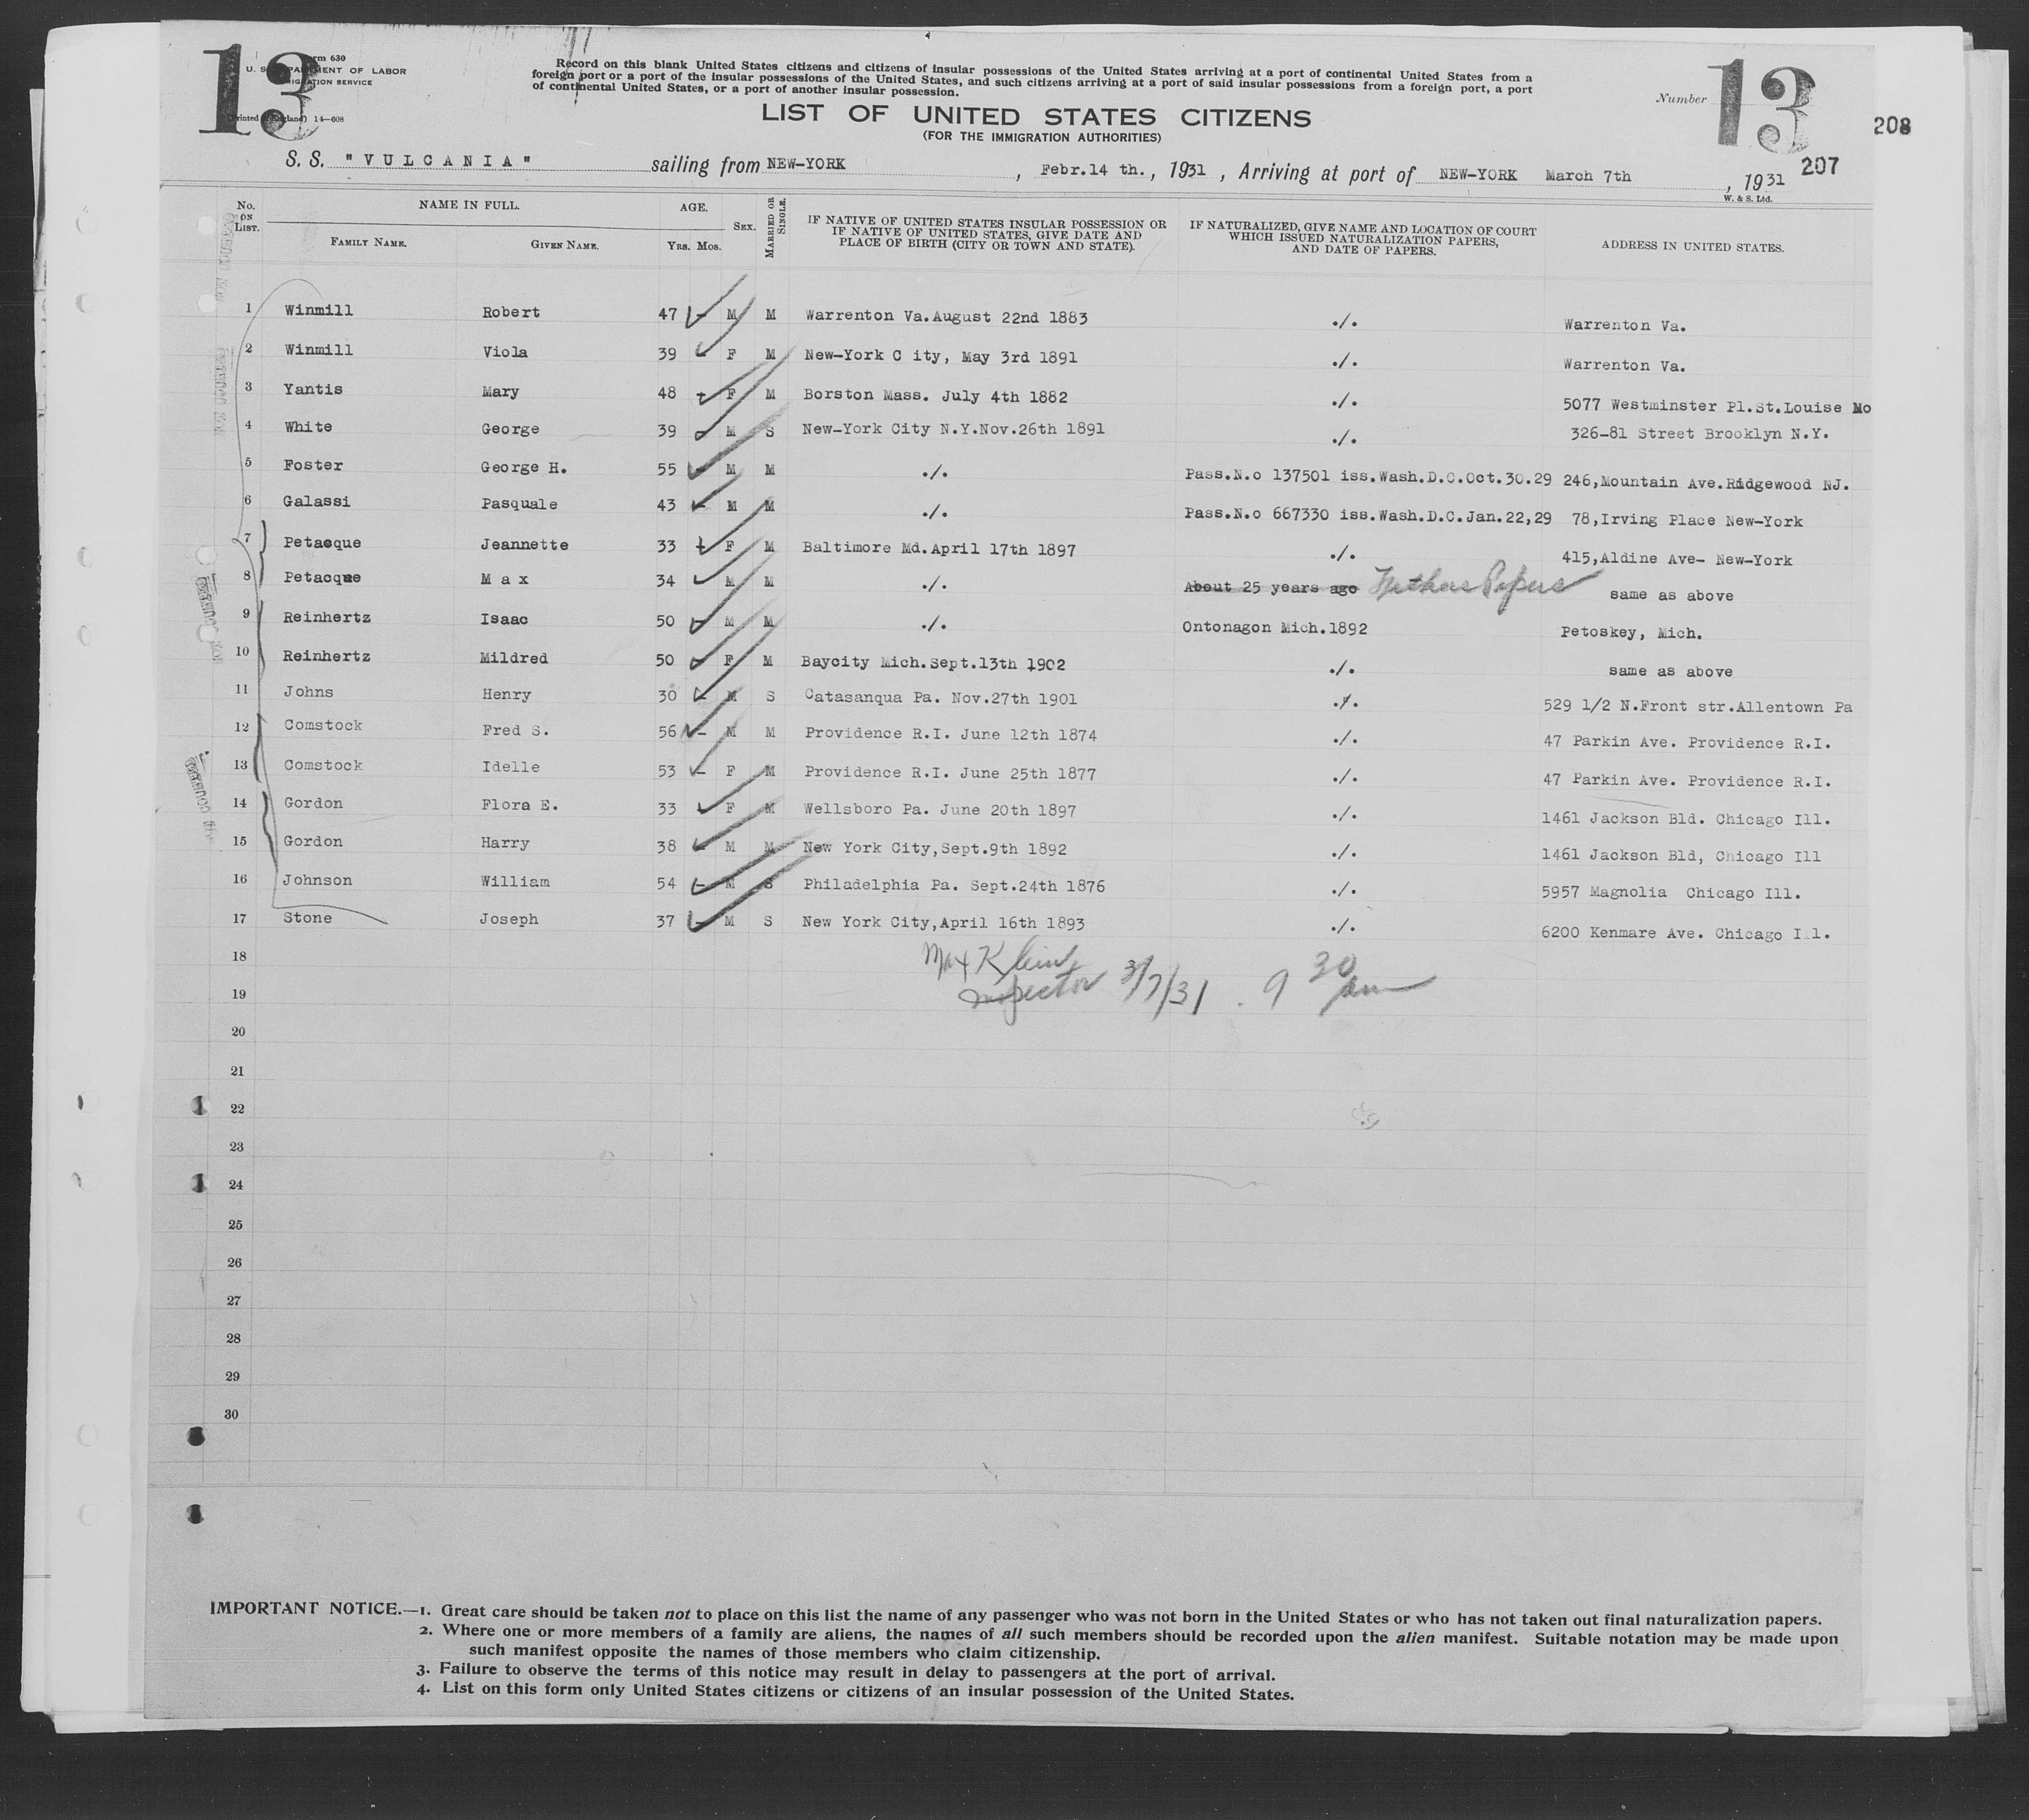 13
Form 630
U. S. DEPARTMENT OF LABOR
IMMIGRATION SERVICE
(Printed in England) 14—608
Record on this blank United States citizens and citizens of insular possessions of the United States arriving at a port of continental United States from a
foreign port or a port of the insular possessions of the United States, and such citizens arriving at a port of said insular possessions from a foreign port, a port
of continental United States, or a port of another insular possession.
LIST OF UNITED STATES CITIZENS
(FOR THE IMMIGRATION AUTHORITIES)
Number 13
208
207
S. S. "VULCANIA" sailing from NEW-YORK, Febr.14 th., 1931, Arriving at port of NEW-YORK March 7th, 1931
W. & S. Ltd.
No. ON LIST. NAME IN FULL. AGE. SEX. MARRIED OR SINGLE. IF NATIVE OF UNITED STATES INSULAR POSSESSION OR IF NATIVE OF UNITED STATES, GIVE DATE AND PLACE OF BIRTH (CITY OR TOWN AND STATE). IF NATURALIZED, GIVE NAME AND LOCATION OF COURT WHICH ISSUED NATURALIZATION PAPERS, AND DATE OF PAPERS. ADDRESS IN UNITED STATES.
FAMILY NAME. GIVEN NAME. YRS. MOS.
1 Winmill Robert 47 - M M Warrenton Va.August 22nd 1883 ./. Warrenton Va.
2 Winmill Viola 39 - F M New-York C ity, May 3rd 1891 ./. Warrenton Va.
3 Yantis Mary 48 - F M Borston Mass. July 4th 1882 ./. 5077 Westminster Pl.St.Louise Mo
4 White George 39 - M S New-York City N.Y.Nov.26th 1891 ./. 326-81 Street Brooklyn N.Y.
5 Foster George H. 55 - M M ./. Pass.N.o 137501 iss.Wash.D.C.Oct.30.29 246,Mountain Ave.Ridgewood NJ.
6 Galassi Pasquale 43 - M M ./. Pass.N.o 667330 iss.Wash.D.C.Jan.22,29 78,Irving Place New-York
7 Petacque Jeannette 33 - F M Baltimore Md.April 17th 1897 ./. 415,Aldine Ave- New-York
8 Petacque M a x 34 - M M ./. About 25 years ago Fathers Papers same as above
9 Reinhertz Isaac 50 - M M ./. Ontonagon Mich.1892 Petoskey, Mich.
10 Reinhertz Mildred 50 - F M Baycity Mich.Sept.13th 1902 ./. same as above
11 Johns Henry 30 - M S Catasanqua Pa. Nov.27th 1901 ./. 529 1/2 N.Front str.Allentown Pa
12 Comstock Fred S. 56 - M M Providence R.I. June 12th 1874 ./. 47 Parkin Ave. Providence R.I.
13 Comstock Idelle 53 - F M Providence R.I. June 25th 1877 ./. 47 Parkin Ave. Providence R.I.
14 Gordon Flora E. 33 - F M Wellsboro Pa. June 20th 1897 ./. 1461 Jackson Bld. Chicago Ill.
15 Gordon Harry 38 - M M New York City,Sept.9th 1892 ./. 1461 Jackson Bld, Chicago Ill
16 Johnson William 54 - M S Philadelphia Pa. Sept.24th 1876 ./. 5957 Magnolia Chicago Ill.
17 Stone Joseph 37 - M S New York City,April 16th 1893 ./. 6200 Kenmare Ave. Chicago I l.
18 Max Klein
19 Inspector 3/7/31. 9 30 am
20
21
22
23
24
25
26
27
28
29
30
IMPORTANT NOTICE.—1. Great care should be taken not to place on this list the name of any passenger who was not born in the United States or who has not taken out final naturalization papers.
2. Where one or more members of a family are aliens, the names of all such members should be recorded upon the alien manifest. Suitable notation may be made upon
such manifest opposite the names of those members who claim citizenship.
3. Failure to observe the terms of this notice may result in delay to passengers at the port of arrival.
4. List on this form only United States citizens or citizens of an insular possession of the United States.